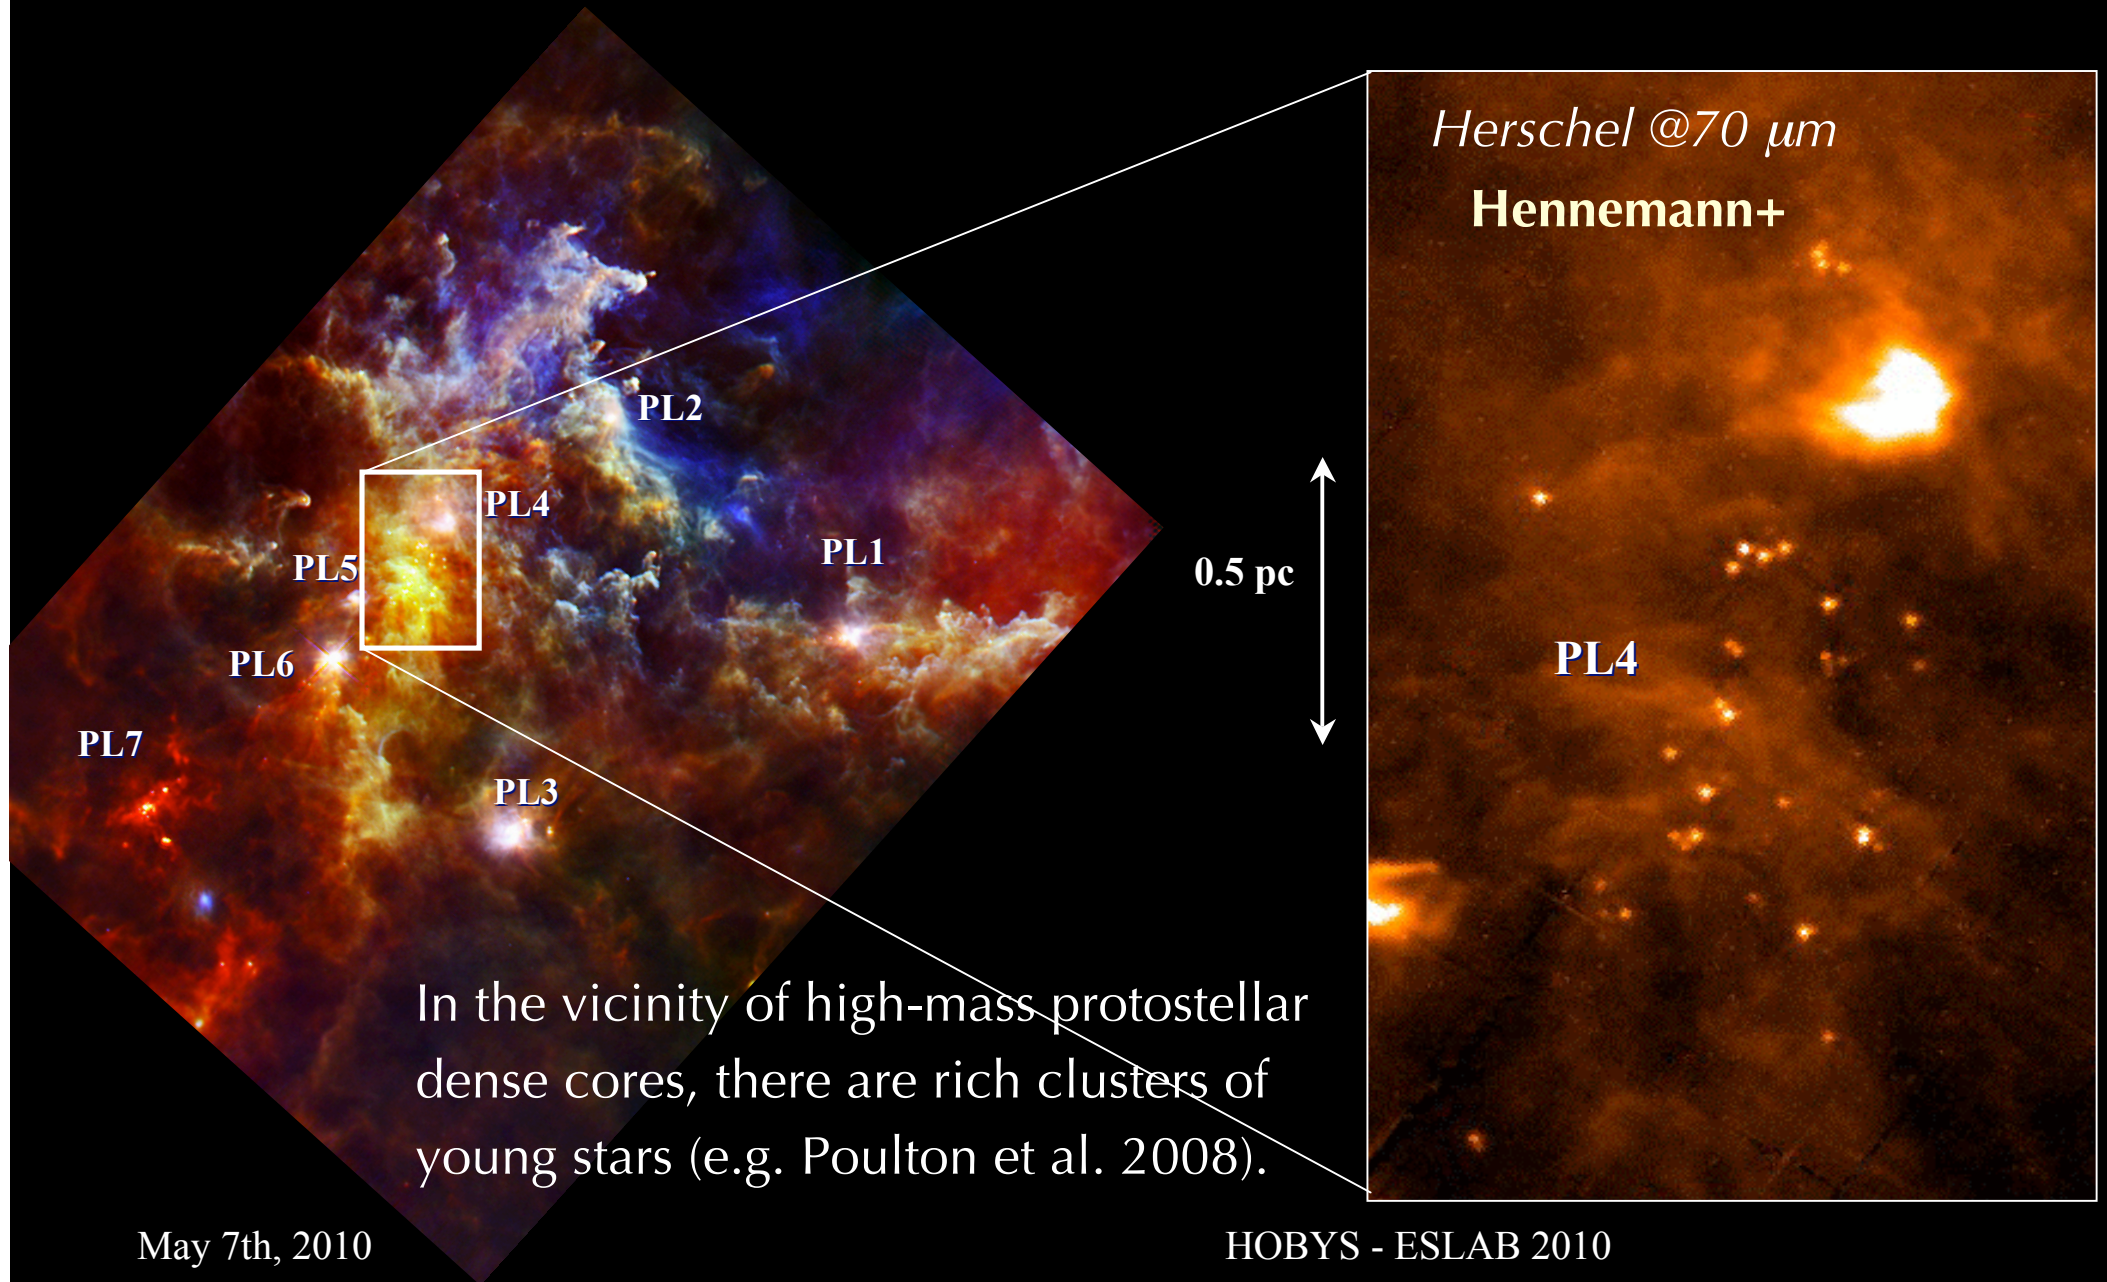 Herschel @70 μm
Hennemann+
PL2
PL4
PL5
PL1
0.5 pc
PL6
PL4
PL7
PL3
In the vicinity of high-mass protostellar
dense cores, there are rich clusters of
young stars (e.g. Poulton et al. 2008).
May 7th, 2010
HOBYS - ESLAB 2010